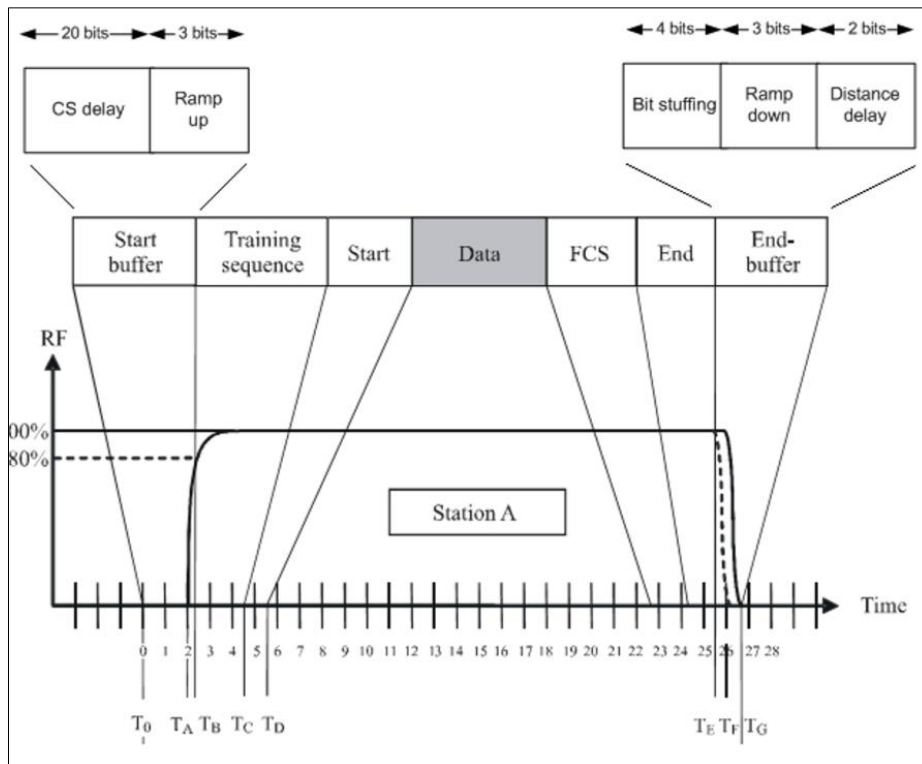 20 bits 3 bits 4 bits 3 bits 2 bits
CS delay Ramp up Bit stuffing Ramp down Distance delay
Start buffer Training sequence Start Data FCS End End-buffer
RF
00%
80%
Station A
Time
0 1 2 3 4 5 6 7 8 9 10 11 12 13 14 15 16 17 18 19 20 21 22 23 24 25 26 27 28
T0 TA TB TC TD TE TF TG